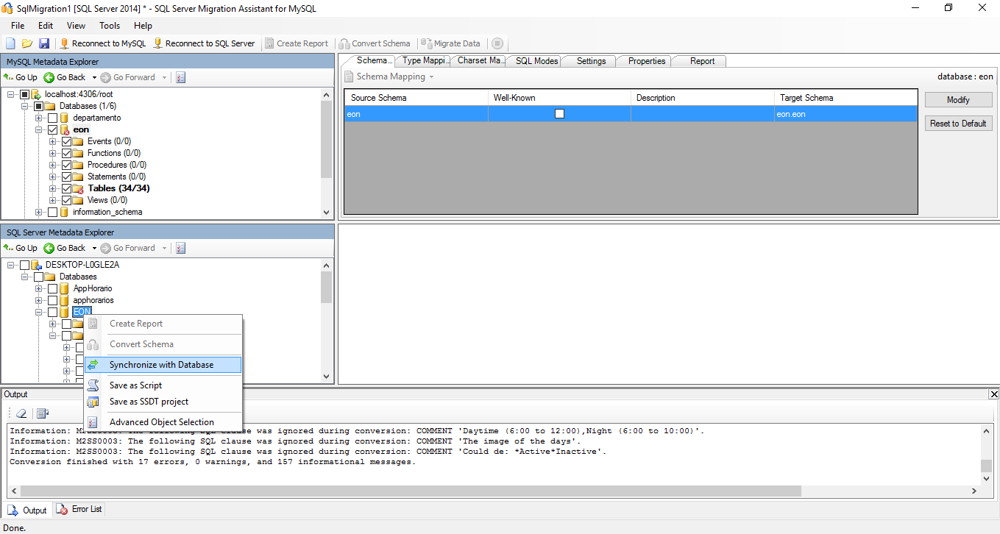 SqlMigration1 [SQL Server 2014] * - SQL Server Migration Assistant for MySQL
File Edit View Tools Help
Reconnect to MySQL Reconnect to SQL Server Create Report Convert Schema Migrate Data
MySQL Metadata Explorer
Go Up Go Back Go Forward
localhost:4306/root
Databases (1/6)
departamento
eon
Events (0/0)
Functions (0/0)
Procedures (0/0)
Statements (0/0)
Tables (34/34)
Views (0/0)
information_schema
Schema... Type Mappi... Charset Ma... SQL Modes Settings Properties Report
Schema Mapping database : eon
Source Schema Well-Known Description Target Schema
eon eon.eon
Modify
Reset to Default
SQL Server Metadata Explorer
Go Up Go Back Go Forward
DESKTOP-L0GLE2A
Databases
AppHorario
apphorarios
EON
Create Report
Convert Schema
Synchronize with Database
Save as Script
Save as SSDT project
Advanced Object Selection
Output
Information: M2SS0003: The following SQL clause was ignored during conversion: COMMENT 'Daytime (6:00 to 12:00),Night (6:00 to 10:00)'.
Information: M2SS0003: The following SQL clause was ignored during conversion: COMMENT 'The image of the days'.
Information: M2SS0003: The following SQL clause was ignored during conversion: COMMENT 'Could de: *Active*Inactive'.
Conversion finished with 17 errors, 0 warnings, and 157 informational messages.
Output Error List
Done.